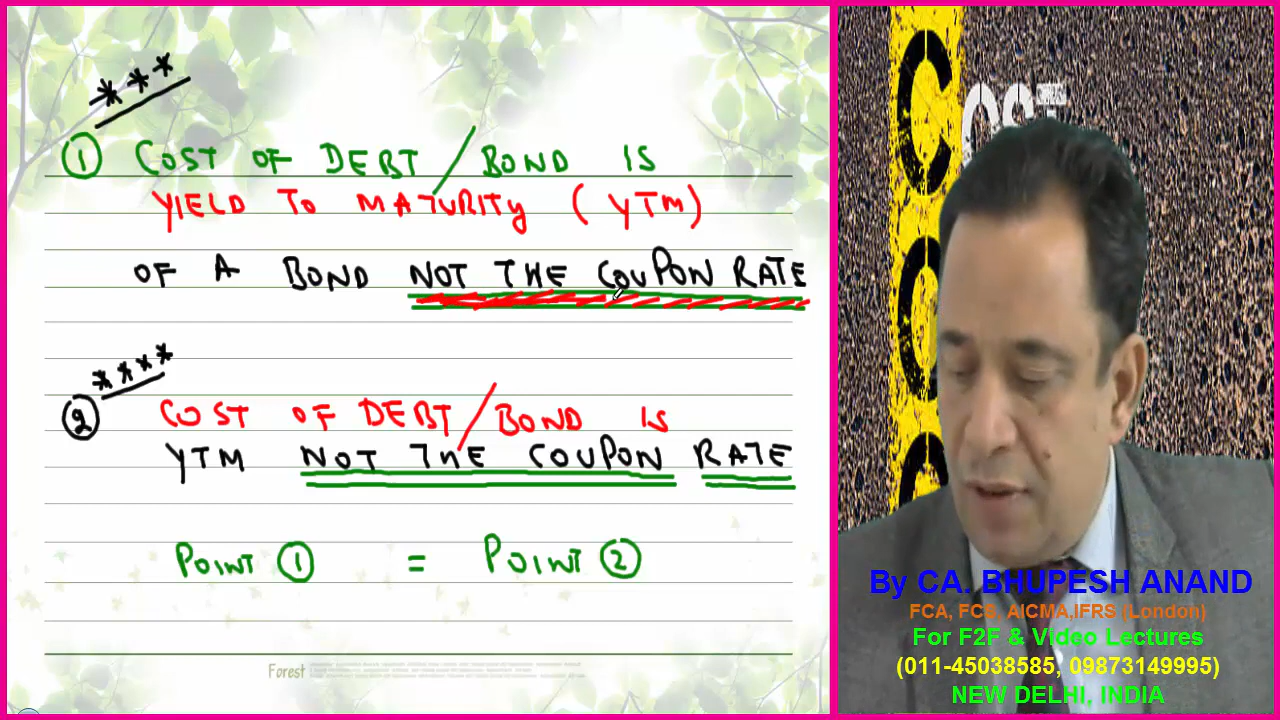 ***
① COST OF DEBT / BOND IS
YIELD TO MATURITY (YTM)
OF A BOND NOT THE COUPON RATE
****
② COST OF DEBT / BOND IS
YTM NOT THE COUPON RATE
POINT ① = POINT ②
Forest
By CA. BHUPESH ANAND
FCA, FCS, AICMA,IFRS (London)
For F2F & Video Lectures
(011-45038585, 09873149995)
NEW DELHI, INDIA